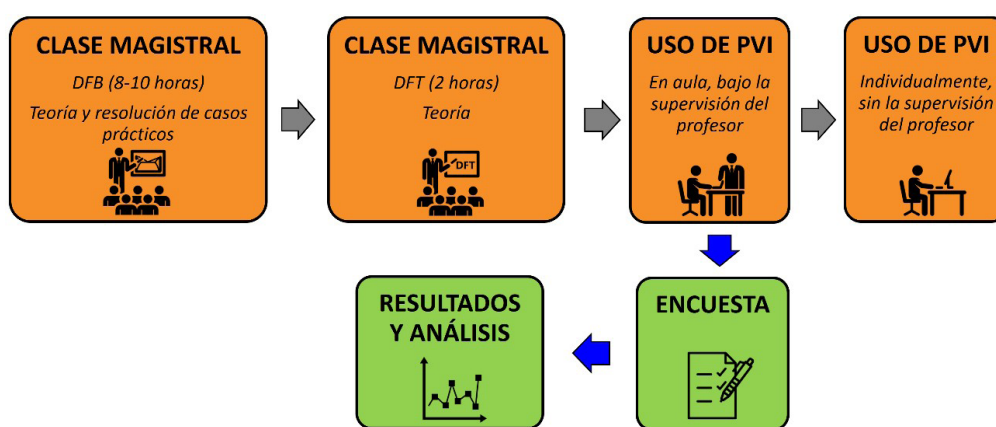 CLASE MAGISTRAL
DFB (8-10 horas)
Teoría y resolución de casos
prácticos
CLASE MAGISTRAL
DFT (2 horas)
Teoría
DFT
USO DE PVI
En aula, bajo la
supervisión del
profesor
USO DE PVI
Individualmente,
sin la supervisión
del profesor
RESULTADOS
Y ANÁLISIS
ENCUESTA